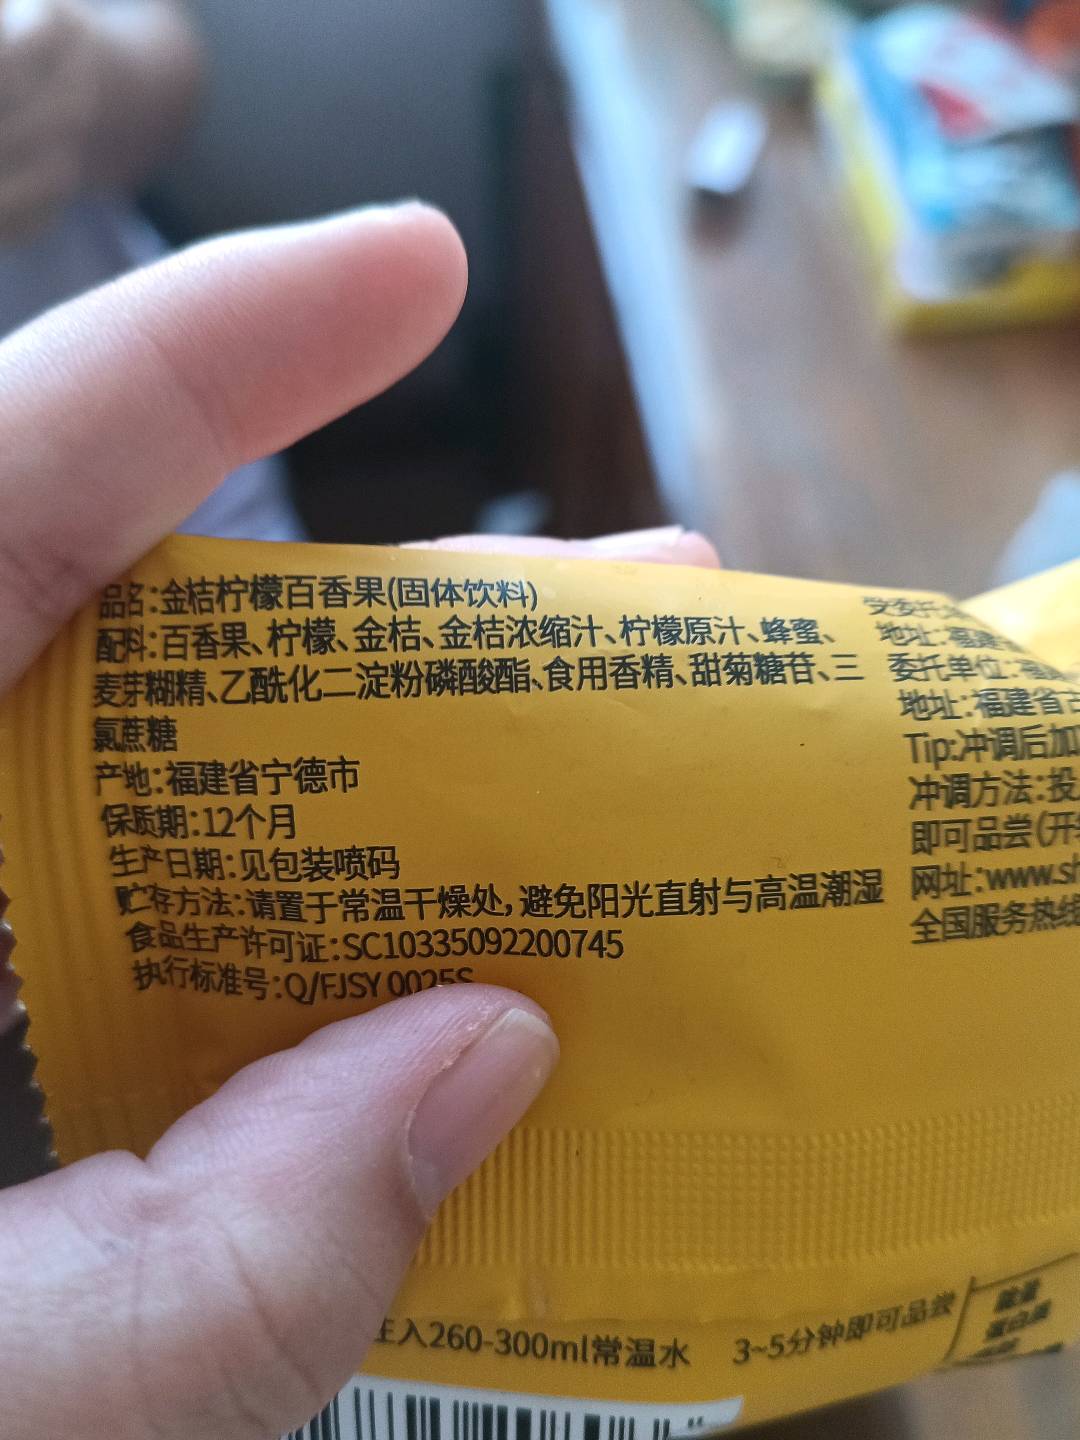 品名:金桔柠檬百香果(固体饮料)
配料:百香果、柠檬、金桔、金桔浓缩汁、柠檬原汁、蜂蜜、
麦芽糊精、乙酰化二淀粉磷酸酯、食用香精、甜菊糖苷、三
氯蔗糖
产地:福建省宁德市
保质期:12个月
生产日期:见包装喷码
贮存方法:请置于常温干燥处,避免阳光直射与高温潮湿
食品生产许可证:SC10335092200745
执行标准号:Q/FJSY 0025S
受委托
地址:福建
委托单位:福
地址:福建省古
Tip:冲调后加
冲调方法:投
即可品尝(开
网址:www.sh
全国服务热线
注入260-300ml常温水
3~5分钟即可品尝
能量
蛋白质